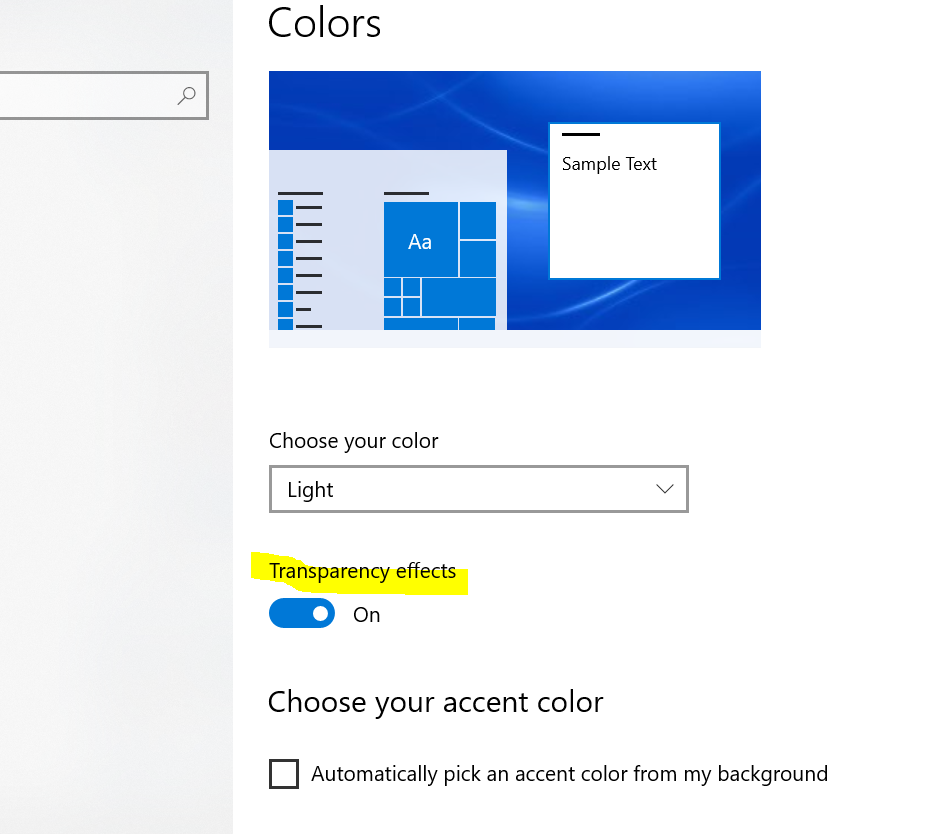 Colors
Sample Text
Aa
Choose your color
Light
Transparency effects
On
Choose your accent color
Automatically pick an accent color from my background